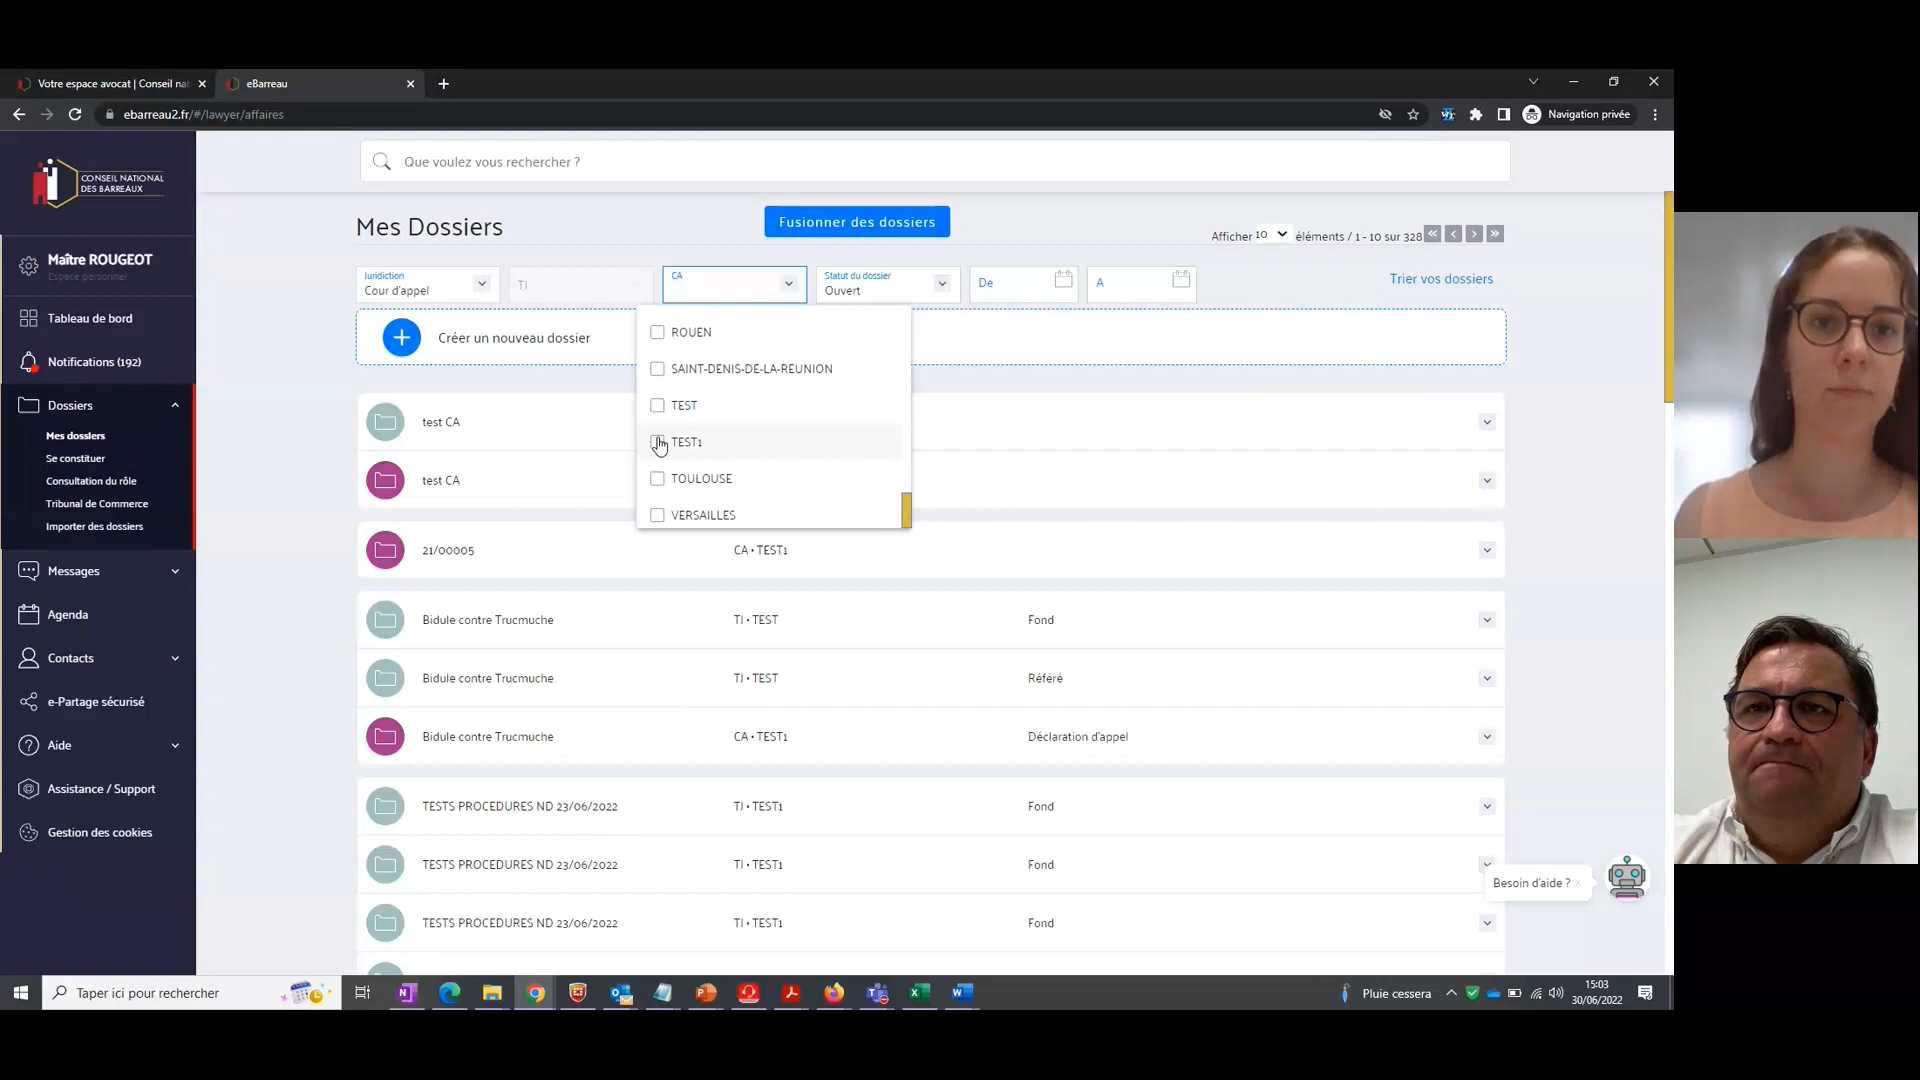 Votre espace avocat | Conseil nat
eBarreau
ebarreau2.fr/#/lawyer/affaires
Navigation privée
CONSEIL NATIONAL
DES BARREAUX
Que voulez vous rechercher ?
Maître ROUGEOT
Espace personnel
Tableau de bord
Notifications (192)
Dossiers
Mes dossiers
Se constituer
Consultation du rôle
Tribunal de Commerce
Importer des dossiers
Messages
Agenda
Contacts
e-Partage sécurisé
Aide
Assistance / Support
Gestion des cookies
Mes Dossiers
Fusionner des dossiers
Afficher 10 éléments / 1 - 10 sur 328
Juridiction
Cour d'appel
TJ
CA
Statut du dossier
Ouvert
De
A
Trier vos dossiers
Créer un nouveau dossier
ROUEN
SAINT-DENIS-DE-LA-REUNION
TEST
TEST1
TOULOUSE
VERSAILLES
test CA
test CA
21/00005 CA • TEST1
Bidule contre Trucmuche TJ • TEST Fond
Bidule contre Trucmuche TJ • TEST Référé
Bidule contre Trucmuche CA • TEST1 Déclaration d'appel
TESTS PROCEDURES ND 23/06/2022 TJ • TEST1 Fond
TESTS PROCEDURES ND 23/06/2022 TJ • TEST1 Fond
TESTS PROCEDURES ND 23/06/2022 TJ • TEST1 Fond
Besoin d'aide ? ×
Taper ici pour rechercher
Pluie cessera
15:03
30/06/2022